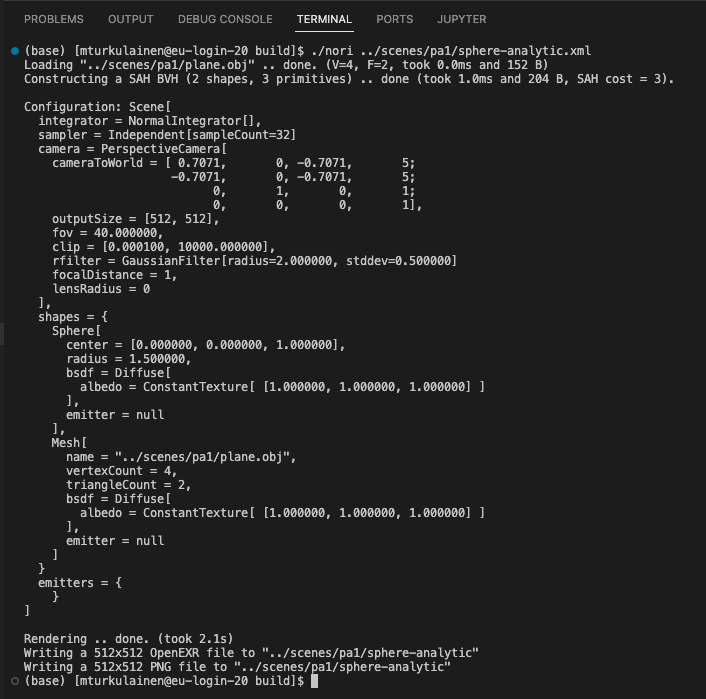 PROBLEMS OUTPUT DEBUG CONSOLE TERMINAL PORTS JUPYTER
(base) [mturkulainen@eu-login-20 build]$ ./nori ../scenes/pa1/sphere-analytic.xml
Loading "../scenes/pa1/plane.obj" .. done. (V=4, F=2, took 0.0ms and 152 B)
Constructing a SAH BVH (2 shapes, 3 primitives) .. done (took 1.0ms and 204 B, SAH cost = 3).

Configuration: Scene[
  integrator = NormalIntegrator[],
  sampler = Independent[sampleCount=32]
  camera = PerspectiveCamera[
    cameraToWorld = [ 0.7071,       0, -0.7071,       5;
                     -0.7071,       0, -0.7071,       5;
                           0,       1,       0,       1;
                           0,       0,       0,       1],
    outputSize = [512, 512],
    fov = 40.000000,
    clip = [0.000100, 10000.000000],
    rfilter = GaussianFilter[radius=2.000000, stddev=0.500000]
    focalDistance = 1,
    lensRadius = 0
  ],
  shapes = {
    Sphere[
      center = [0.000000, 0.000000, 1.000000],
      radius = 1.500000,
      bsdf = Diffuse[
        albedo = ConstantTexture[ [1.000000, 1.000000, 1.000000] ]
      ],
      emitter = null
    ],
    Mesh[
      name = "../scenes/pa1/plane.obj",
      vertexCount = 4,
      triangleCount = 2,
      bsdf = Diffuse[
        albedo = ConstantTexture[ [1.000000, 1.000000, 1.000000] ]
      ],
      emitter = null
    ]
  }
  emitters = {
    }
]

Rendering .. done. (took 2.1s)
Writing a 512x512 OpenEXR file to "../scenes/pa1/sphere-analytic"
Writing a 512x512 PNG file to "../scenes/pa1/sphere-analytic"
(base) [mturkulainen@eu-login-20 build]$